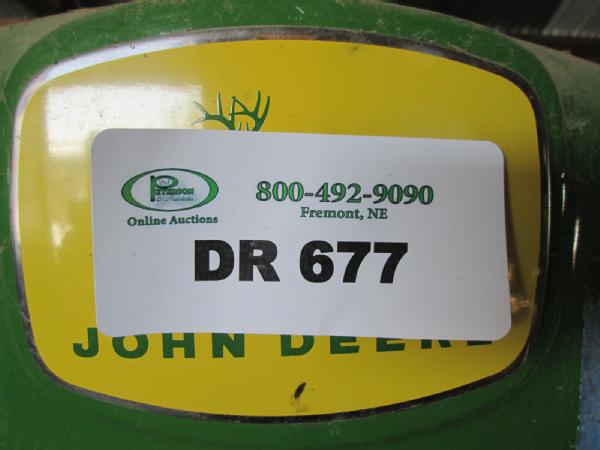 PETERSON
Online Auctions
800-492-9090
Fremont, NE
DR 677
JOHN DEERE